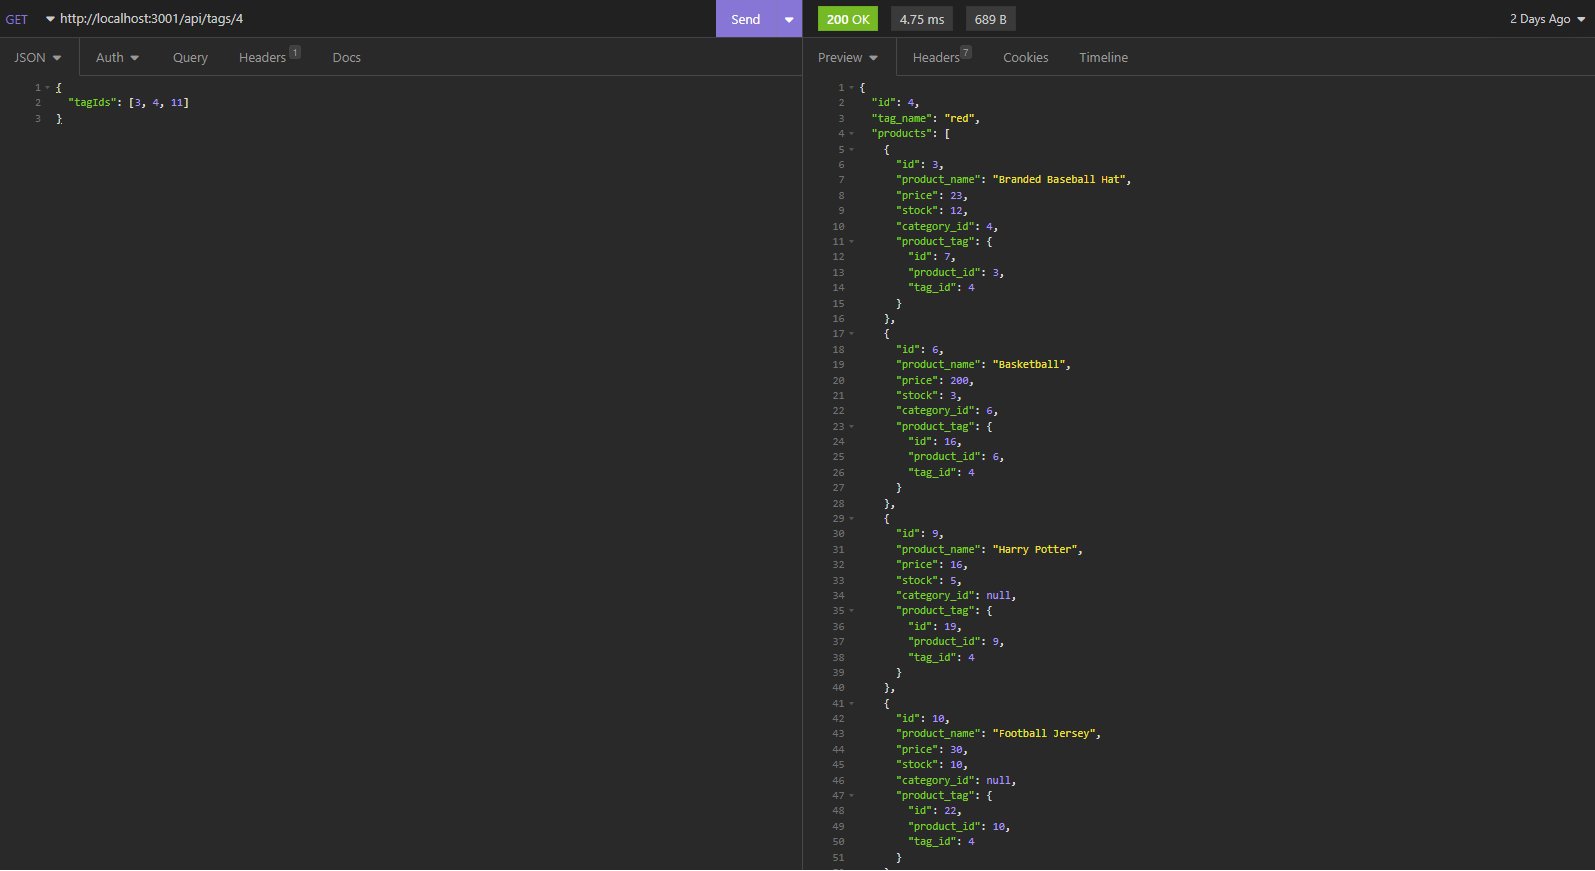 GET http://localhost:3001/api/tags/4 Send 200 OK 4.75 ms 689 B 2 Days Ago
JSON Auth Query Headers 1 Docs
1 {
2 "tagIds": [3, 4, 11]
3 }
Preview Headers 7 Cookies Timeline
1 {
2 "id": 4,
3 "tag_name": "red",
4 "products": [
5 {
6 "id": 3,
7 "product_name": "Branded Baseball Hat",
8 "price": 23,
9 "stock": 12,
10 "category_id": 4,
11 "product_tag": {
12 "id": 7,
13 "product_id": 3,
14 "tag_id": 4
15 }
16 },
17 {
18 "id": 6,
19 "product_name": "Basketball",
20 "price": 200,
21 "stock": 3,
22 "category_id": 6,
23 "product_tag": {
24 "id": 16,
25 "product_id": 6,
26 "tag_id": 4
27 }
28 },
29 {
30 "id": 9,
31 "product_name": "Harry Potter",
32 "price": 16,
33 "stock": 5,
34 "category_id": null,
35 "product_tag": {
36 "id": 19,
37 "product_id": 9,
38 "tag_id": 4
39 }
40 },
41 {
42 "id": 10,
43 "product_name": "Football Jersey",
44 "price": 30,
45 "stock": 10,
46 "category_id": null,
47 "product_tag": {
48 "id": 22,
49 "product_id": 10,
50 "tag_id": 4
51 }